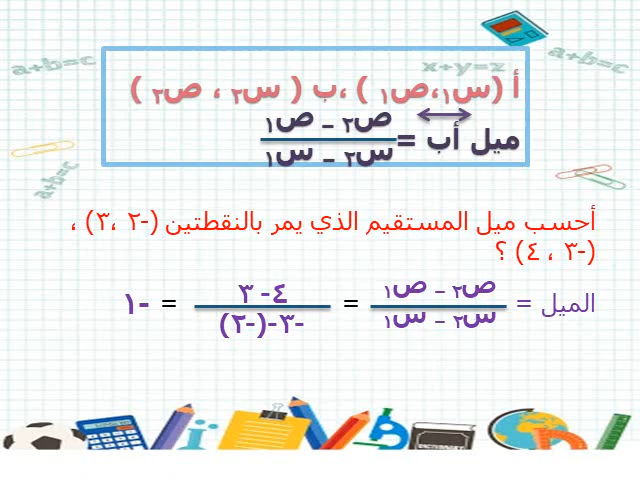 a+b=c
x+y=z
a+b=c
أ (س١،ص١ ) ،ب ( س٢ ، ص٢ )
ميل أب = ص٢ – ص١
س٢ – س١
a+b=c
أحسب ميل المستقيم الذي يمر بالنقطتين (-٢ ،٣) ،
(-٣ ، ٤) ؟
الميل = ص٢ – ص١ = ٤- ٣ = -١
س٢ – س١ -٣-(-٢)
DICTIONARY